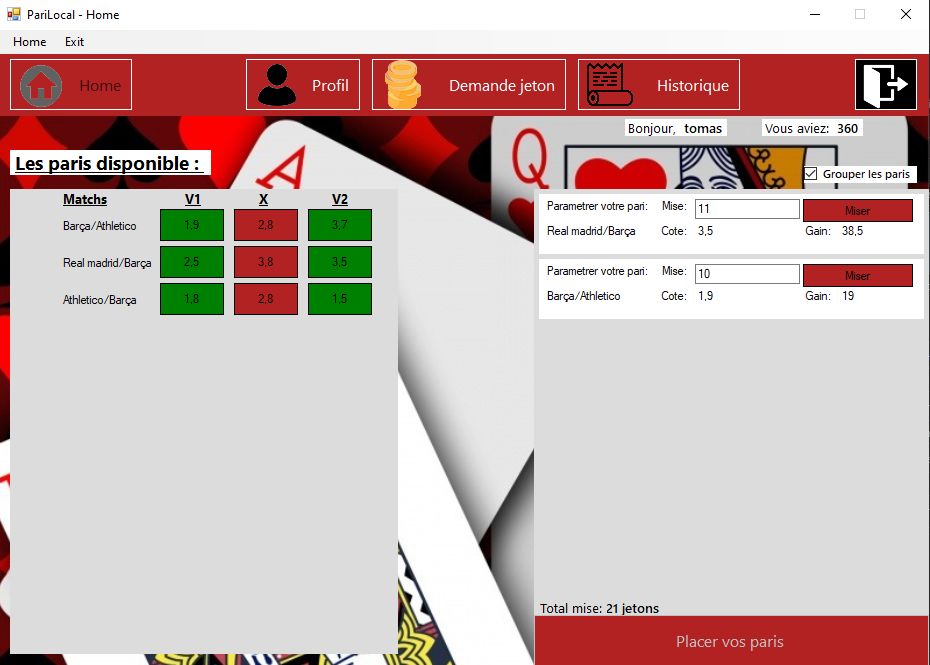 PariLocal - Home
Home Exit
Home Profil Demande jeton Historique
Bonjour, tomas Vous aviez: 360
Les paris disponible :
Grouper les paris
A
Q
Matchs V1 X V2
Barça/Athletico 1,9 2,8 3,7
Real madrid/Barça 2,5 3,8 3,5
Athletico/Barça 1,8 2,8 1,5
Parametrer votre pari: Mise: 11 Miser
Real madrid/Barça Cote: 3,5 Gain: 38,5
Parametrer votre pari: Mise: 10 Miser
Barça/Athletico Cote: 1,9 Gain: 19
Total mise: 21 jetons
Placer vos paris